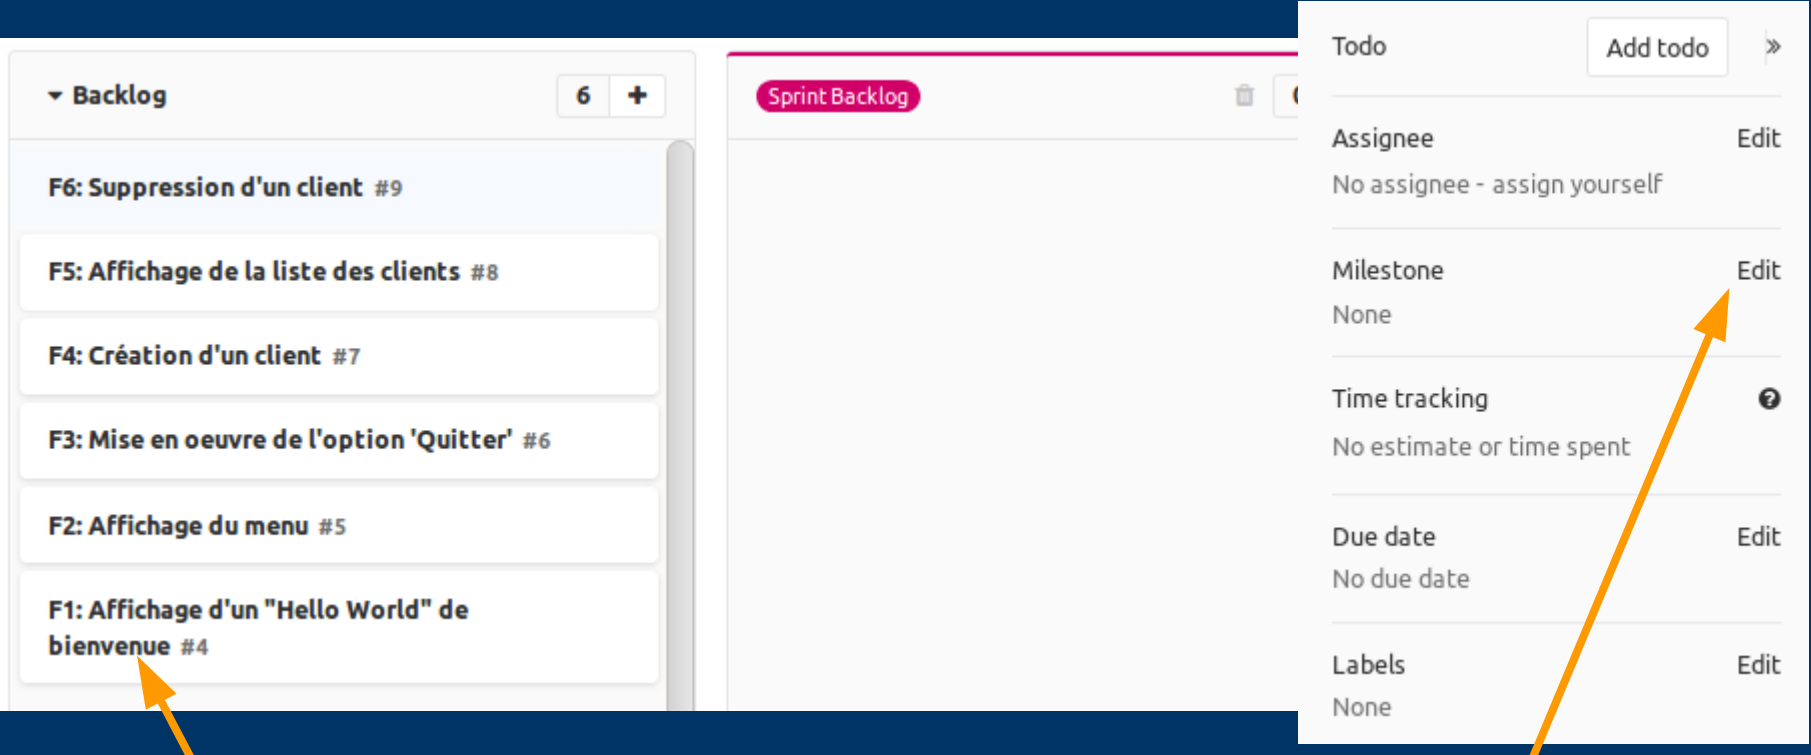 Backlog 6 +
F6: Suppression d'un client #9
F5: Affichage de la liste des clients #8
F4: Création d'un client #7
F3: Mise en oeuvre de l'option 'Quitter' #6
F2: Affichage du menu #5
F1: Affichage d'un "Hello World" de
bienvenue #4
Sprint Backlog
Todo Add todo »
Assignee Edit
No assignee - assign yourself
Milestone Edit
None
Time tracking ?
No estimate or time spent
Due date Edit
No due date
Labels Edit
None